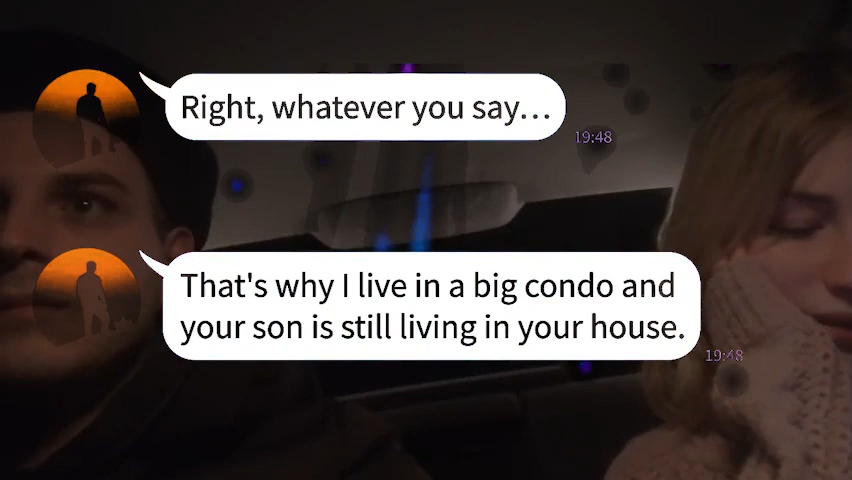 Right, whatever you say...
19:48
That's why I live in a big condo and
your son is still living in your house.
19:48